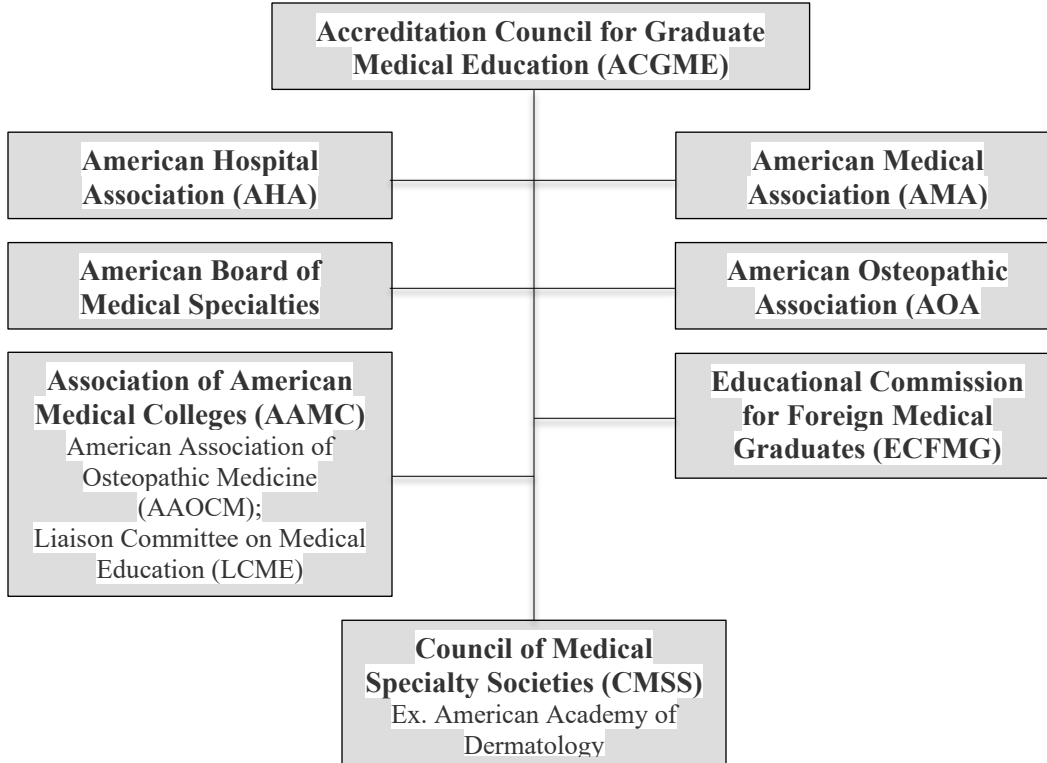 Accreditation Council for Graduate
Medical Education (ACGME)
American Hospital
Association (AHA)
American Medical
Association (AMA)
American Board of
Medical Specialties
American Osteopathic
Association (AOA
Association of American
Medical Colleges (AAMC)
American Association of
Osteopathic Medicine
(AAOCM);
Liaison Committee on Medical
Education (LCME)
Educational Commission
for Foreign Medical
Graduates (ECFMG)
Council of Medical
Specialty Societies (CMSS)
Ex. American Academy of
Dermatology